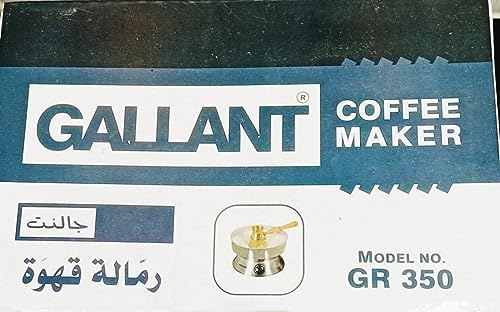 GALLANT ®
COFFEE
MAKER
جالنت
رمّالة قهوة
MODEL NO.
GR 350